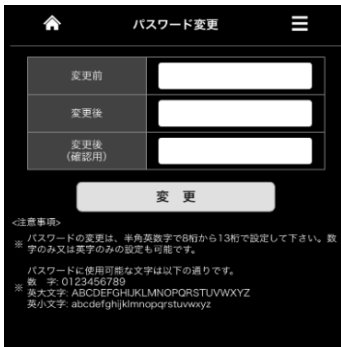 パスワード変更
変更前
変更後
変更後
(確認用)
変 更
<注意事項>
※ パスワードの変更は、半角英数字で8桁から13桁で設定して下さい。数
字のみ又は英字のみの設定も可能です。
パスワードに使用可能な文字は以下の通りです。
数 字: 0123456789
※ 英大文字: ABCDEFGHIJKLMNOPQRSTUVWXYZ
英小文字: abcdefghijklmnopqrstuvwxyz